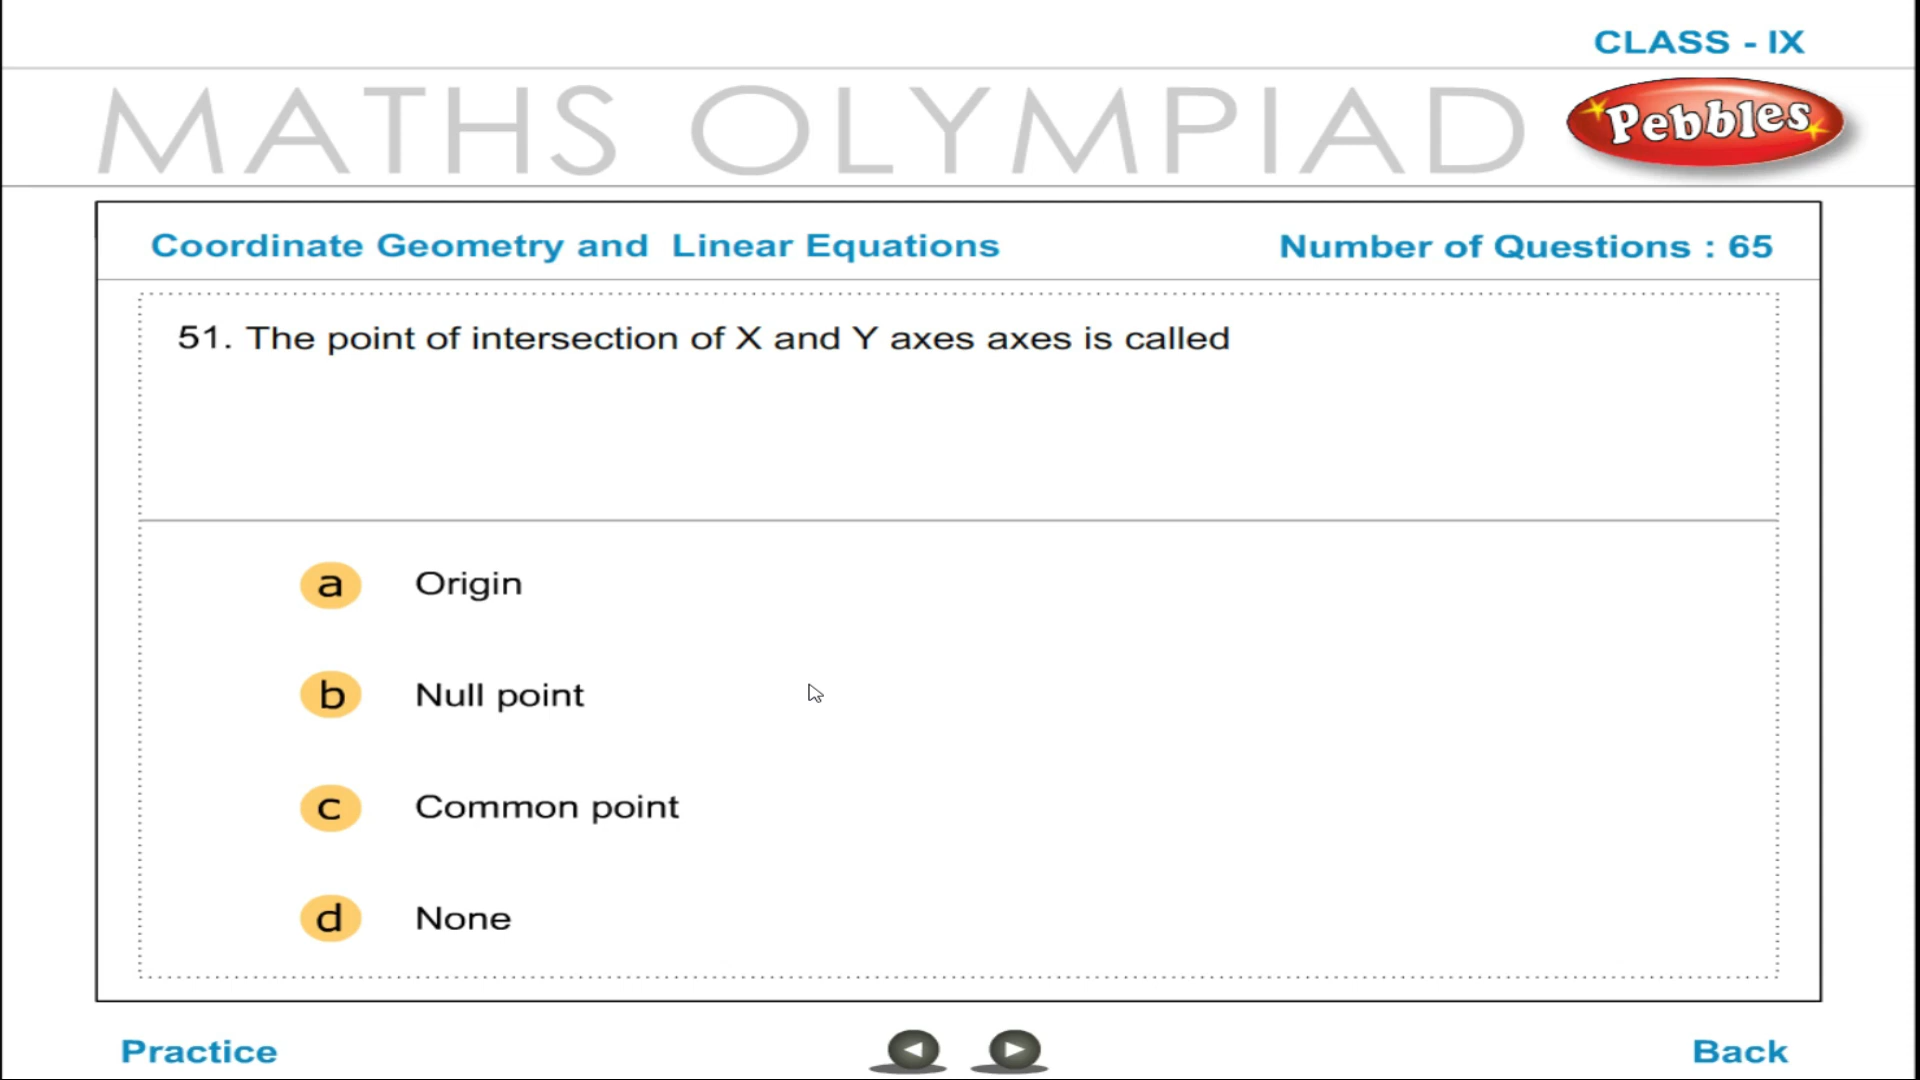 CLASS - IX
MATHS OLYMPIAD
Pebbles
Coordinate Geometry and Linear Equations
Number of Questions : 65
51. The point of intersection of X and Y axes axes is called
a Origin
b Null point
c Common point
d None
Practice
Back